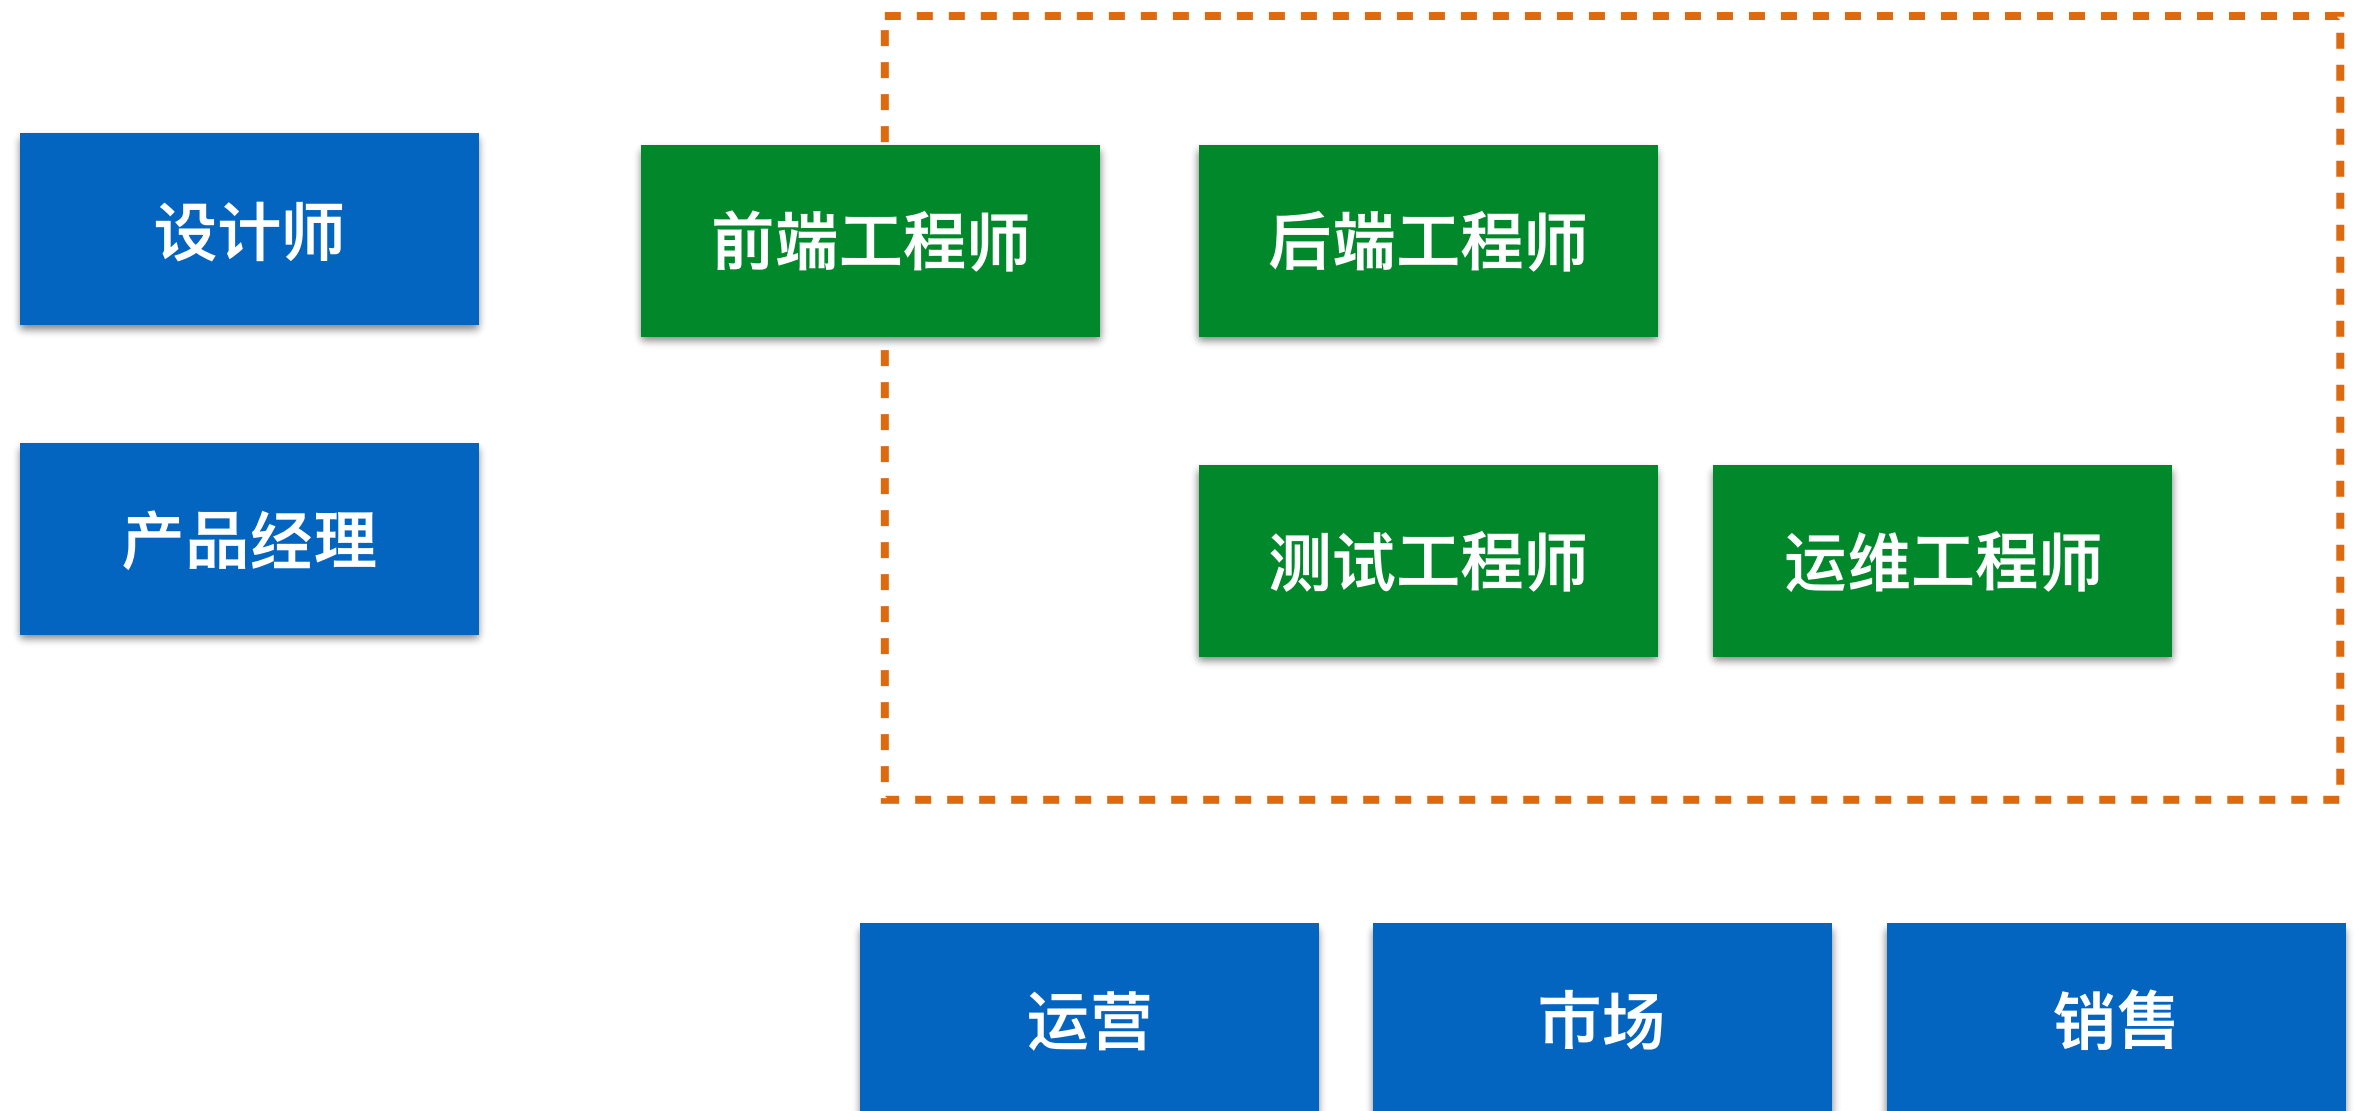 设计师
前端工程师
后端工程师
产品经理
测试工程师
运维工程师
运营
市场
销售